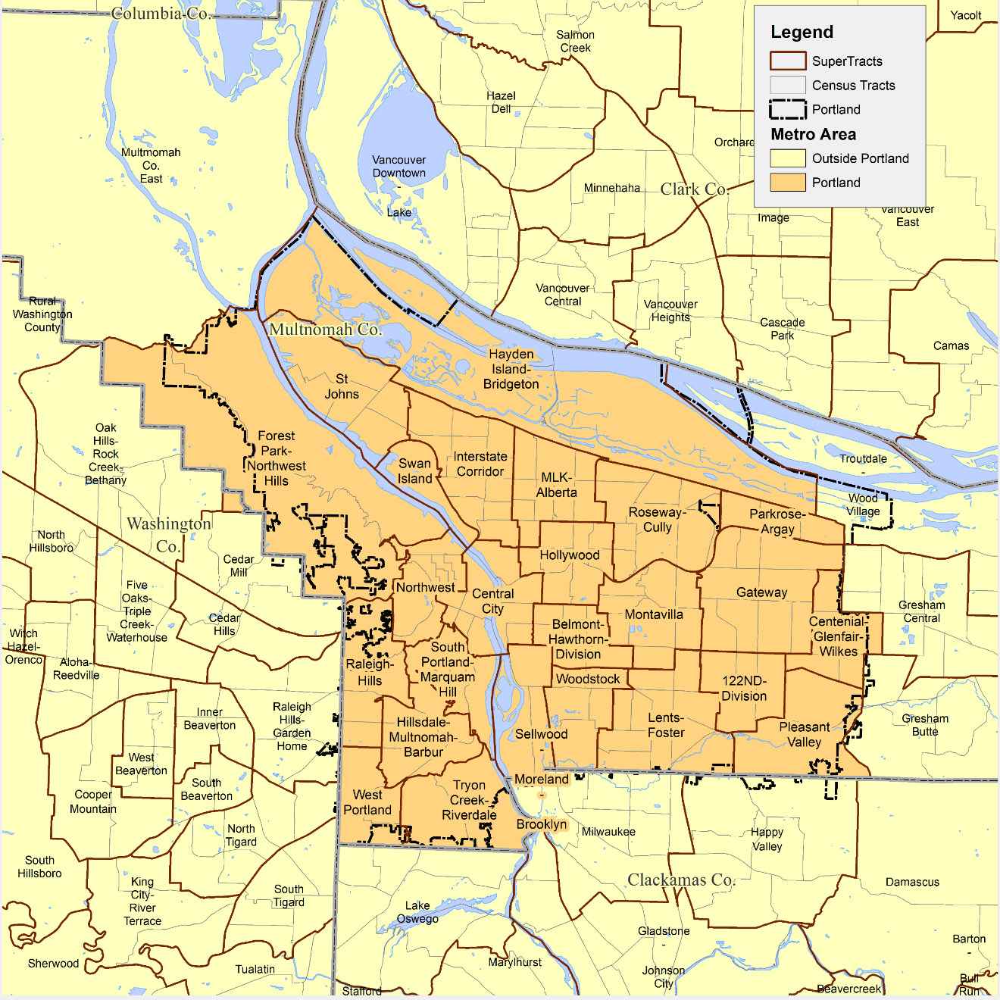 Columbia Co.
Yacolt
Salmon
Creek
Legend
SuperTracts
Census Tracts
Portland
Metro Area
Outside Portland
Portland
Hazel
Dell
Orchard
Multmomah
Co.
East
Vancouver
Downtown
-
Lake
Minnehaha
Clark Co.
Image
Vancouver
East
Rural
Washington
County
Multnomah Co.
Vancouver
Central
Vancouver
Heights
Cascade
Park
Camas
Hayden
Island-
Bridgeton
St
Johns
Oak
Hills-
Rock
Creek-
Bethany
Forest
Park-
Northwest
Hills
Swan
Island
Interstate
Corridor
MLK-
Alberta
Troutdale
-
Wood
Village
Roseway-
Cully
Parkrose-
Argay
Washington
Co.
North
Hillsboro
Cedar
Mill
Hollywood
Northwest
Central
City
Gateway
Five
Oaks-
Triple
Creek-
Waterhouse
Cedar
Hills
Montavilla
Gresham
Central
Centenial-
Glenfair-
Wilkes
Belmont-
Hawthorn-
Division
Witch
Hazel-
Orenco
Aloha-
Reedville
Raleigh-
Hills
South
Portland-
Marquam
Hill
Woodstock
122ND-
Division
Inner
Beaverton
Raleigh
Hills-
Garden
Home
Hillsdale-
Multnomah-
Barbur
Sellwood
-
Moreland
-
Brooklyn
Lents-
Foster
Pleasant
Valley
Gresham
Butte
West
Beaverton
South
Beaverton
Cooper
Mountain
West
Portland
Tryon
Creek-
Riverdale
North
Tigard
Milwaukee
Happy
Valley
South
Hillsboro
King
City-
River
Terrace
South
Tigard
Clackamas Co.
Damascus
Lake
Oswego
Gladstone
-
Johnson
City
Barton
-
Bull
Run
Sherwood
Tualatin
Marylhurst
Stafford
Beavercreek